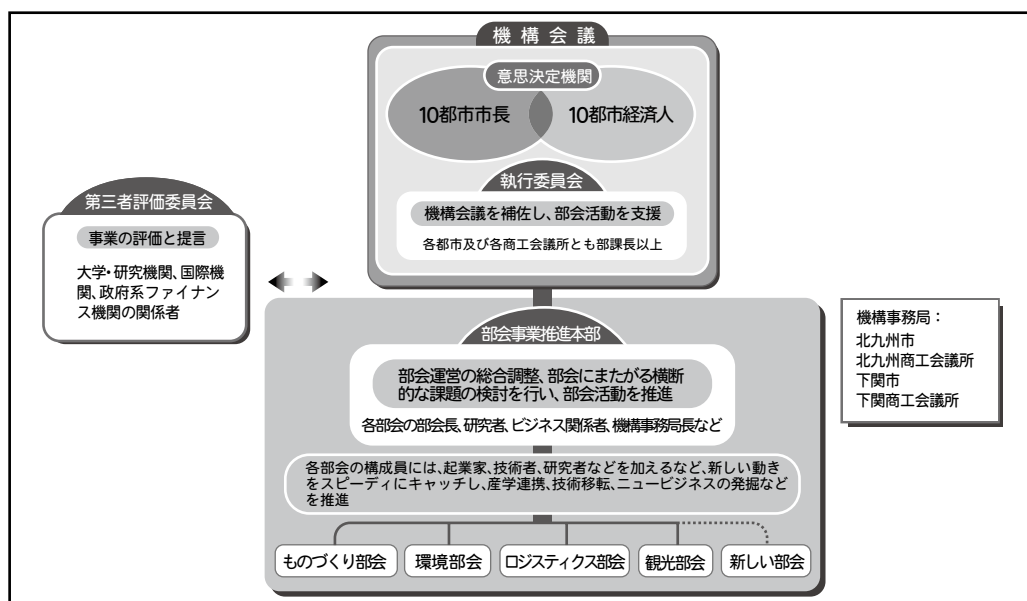 機構会議
意思決定機関
10都市市長
10都市経済人
執行委員会
機構会議を補佐し、部会活動を支援
各都市及び各商工会議所とも部課長以上
第三者評価委員会
事業の評価と提言
大学・研究機関、国際機
関、政府系ファイナン
ス機関の関係者
部会事業推進本部
部会運営の総合調整、部会にまたがる横断
的な課題の検討を行い、部会活動を推進
各部会の部会長、研究者、ビジネス関係者、機構事務局長など
各部会の構成員には、起業家、技術者、研究者などを加えるなど、新しい動き
をスピーディにキャッチし、産学連携、技術移転、ニュービジネスの発掘など
を推進
ものづくり部会
環境部会
ロジスティクス部会
観光部会
新しい部会
機構事務局：
北九州市
北九州商工会議所
下関市
下関商工会議所